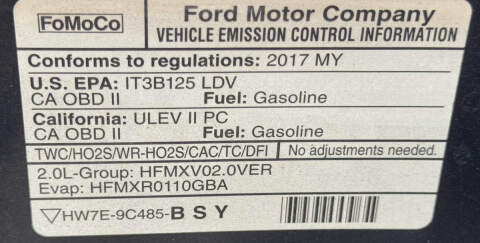 FoMoCo
Ford Motor Company
VEHICLE EMISSION CONTROL INFORMATION
Conforms to regulations: 2017 MY
U.S. EPA: IT3B125 LDV
CA OBD II Fuel: Gasoline
California: ULEV II PC
CA OBD II Fuel: Gasoline
TWC/HO2S/WR-HO2S/CAC/TC/DFI No adjustments needed.
2.0L-Group: HFMXV02.0VER
Evap: HFMXR0110GBA
▽HW7E-9C485-B S Y